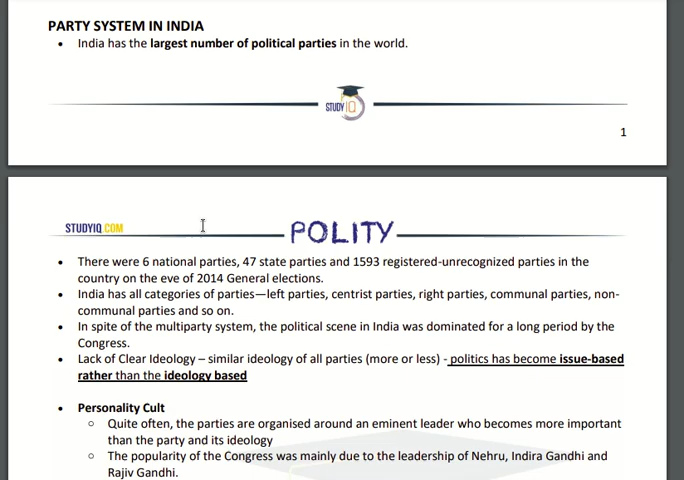 PARTY SYSTEM IN INDIA
• India has the largest number of political parties in the world.
STUDY IQ
1
STUDYIQ.COM
POLITY
• There were 6 national parties, 47 state parties and 1593 registered-unrecognized parties in the
country on the eve of 2014 General elections.
• India has all categories of parties—left parties, centrist parties, right parties, communal parties, non-
communal parties and so on.
• In spite of the multiparty system, the political scene in India was dominated for a long period by the
Congress.
• Lack of Clear Ideology – similar ideology of all parties (more or less) - politics has become issue-based
rather than the ideology based
• Personality Cult
o Quite often, the parties are organised around an eminent leader who becomes more important
than the party and its ideology
o The popularity of the Congress was mainly due to the leadership of Nehru, Indira Gandhi and
Rajiv Gandhi.